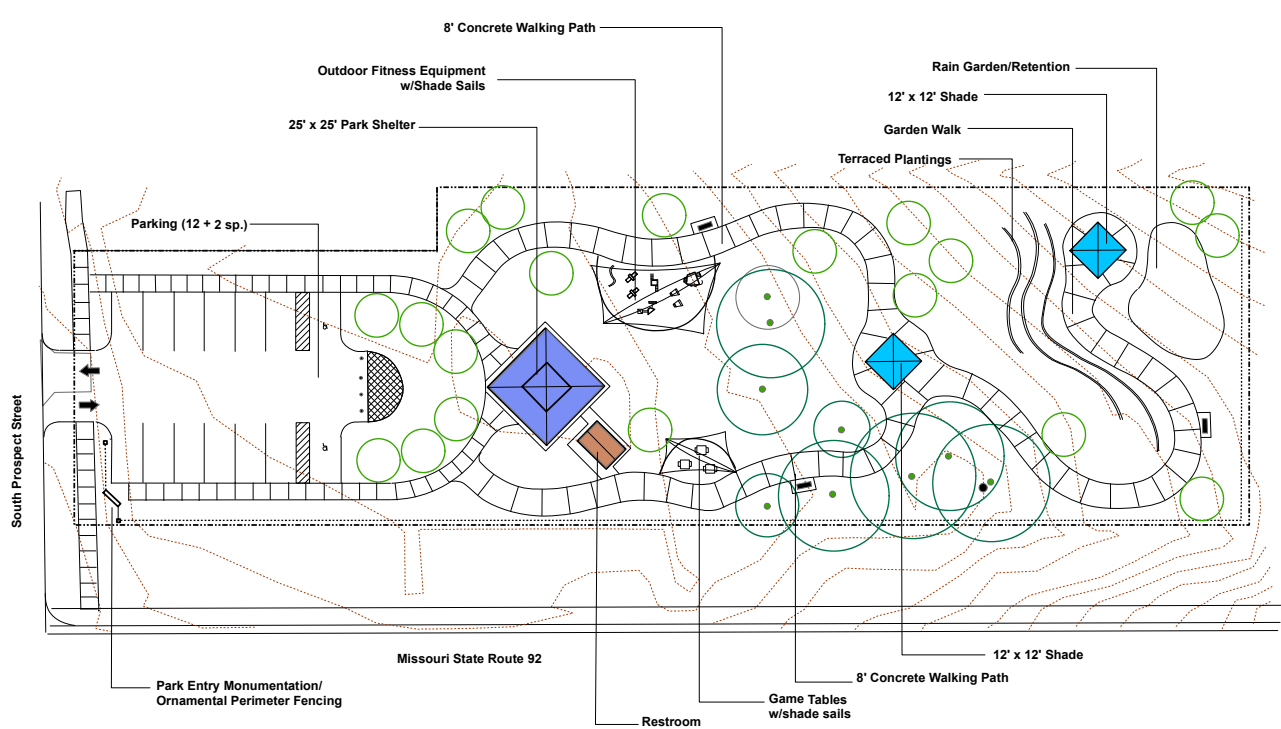 8' Concrete Walking Path
Outdoor Fitness Equipment
w/Shade Sails
Rain Garden/Retention
12' x 12' Shade
25' x 25' Park Shelter
Garden Walk
Terraced Plantings
Parking (12 + 2 sp.)
South Prospect Street
Missouri State Route 92
12' x 12' Shade
8' Concrete Walking Path
Park Entry Monumentation/
Ornamental Perimeter Fencing
Game Tables
w/shade sails
Restroom